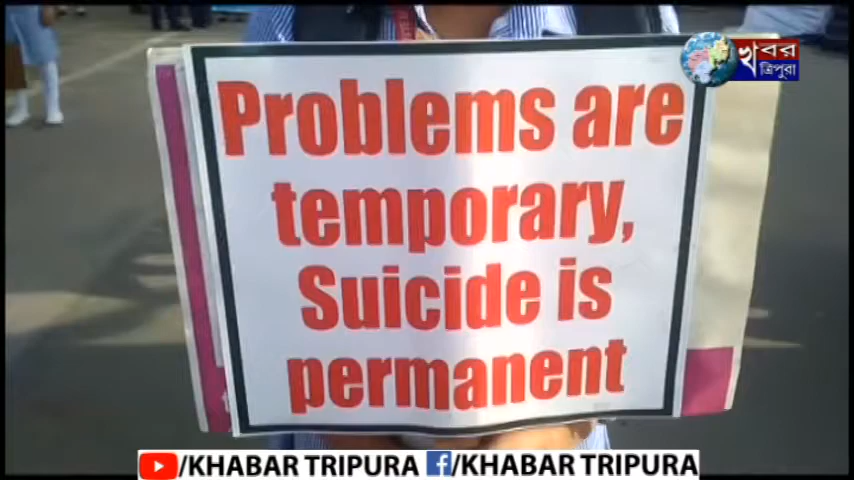 খবর
ত্রিপুরা
Problems are
temporary,
Suicide is
permanent
/KHABAR TRIPURA f/KHABAR TRIPURA